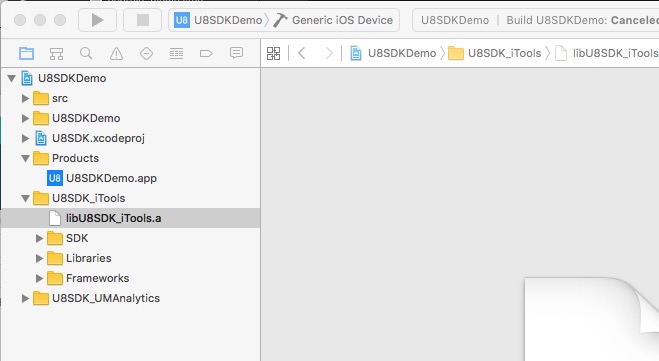 U8 U8SDKDemo Generic iOS Device U8SDKDemo | Build U8SDKDemo: Canceled
U8SDKDemo U8SDK_iTools libU8SDK_iTools
U8SDKDemo
src
U8SDKDemo
U8SDK.xcodeproj
Products
U8 U8SDKDemo.app
U8SDK_iTools
libU8SDK_iTools.a
SDK
Libraries
Frameworks
U8SDK_UMAnalytics